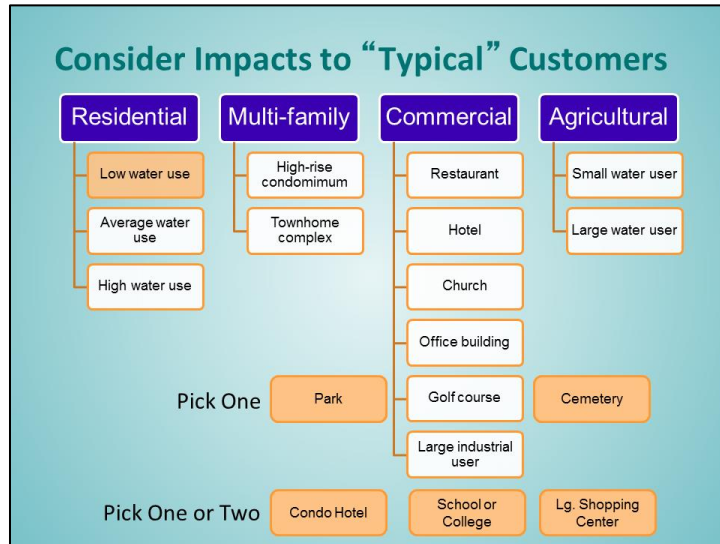 Consider Impacts to “Typical” Customers
Residential
Multi-family
Commercial
Agricultural
Low water use
High-rise
condomimum
Restaurant
Small water user
Average water
use
Townhome
complex
Hotel
Large water user
High water use
Church
Office building
Pick One
Park
Golf course
Cemetery
Large industrial
user
Pick One or Two
Condo Hotel
School or
College
Lg. Shopping
Center